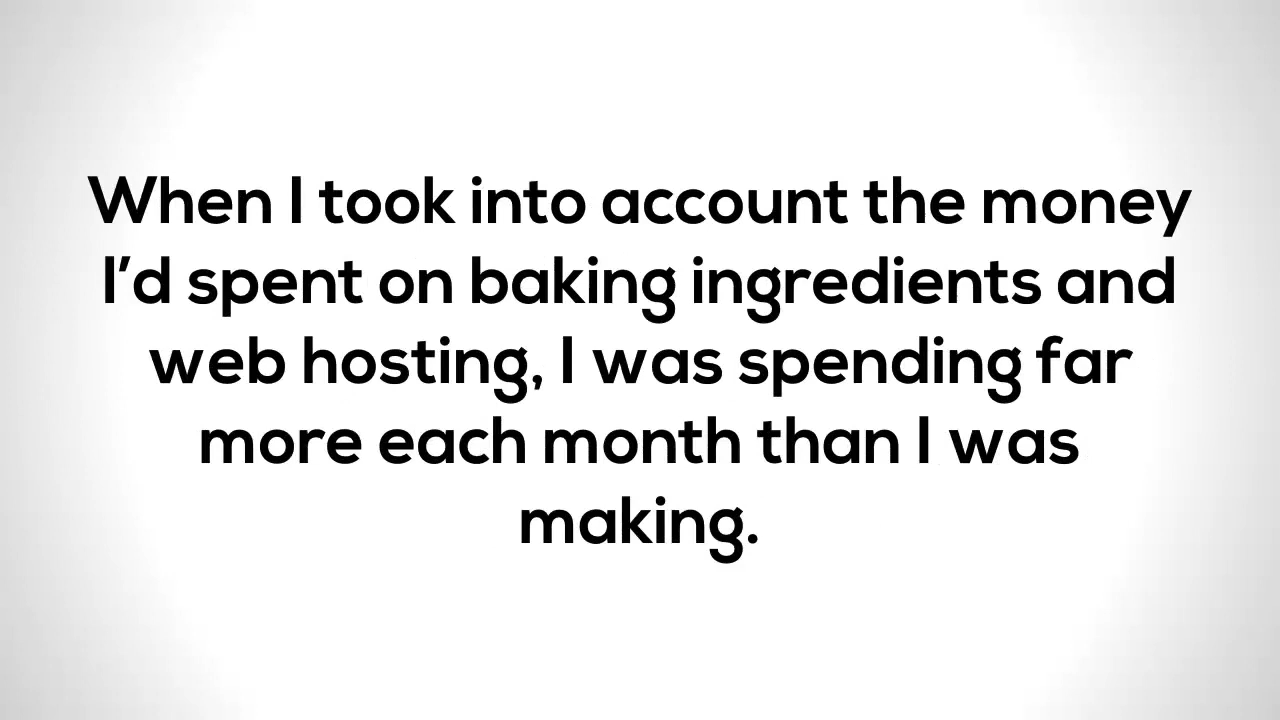 When I took into account the money
I’d spent on baking ingredients and
web hosting, I was spending far
more each month than I was
making.